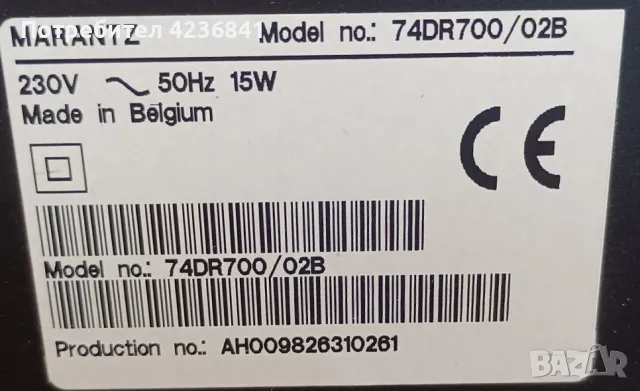 Потребител 4236841
MARANTZ Model no.: 74DR700/02B
230V 50Hz 15W
Made in Belgium
CE
Model no.: 74DR700/02B
Production no.: AH009826310261
BAZAR